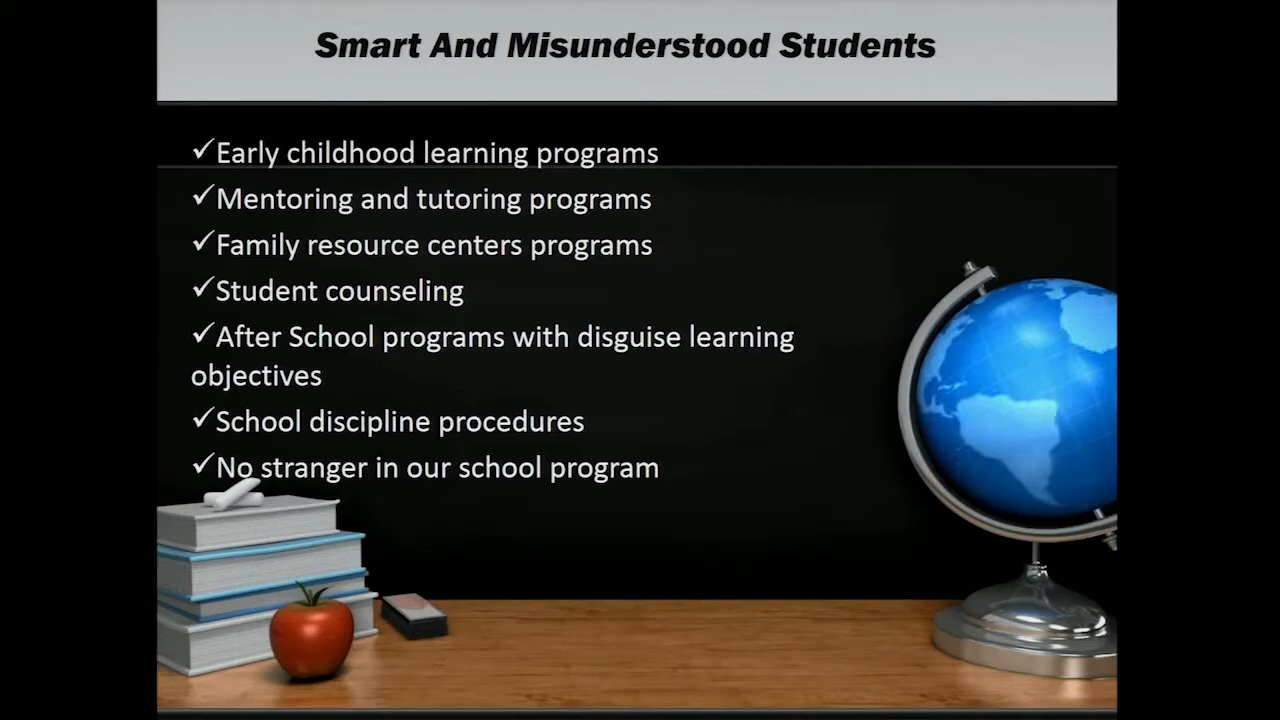 Smart And Misunderstood Students
✓Early childhood learning programs
✓Mentoring and tutoring programs
✓Family resource centers programs
✓Student counseling
✓After School programs with disguise learning
objectives
✓School discipline procedures
✓No stranger in our school program